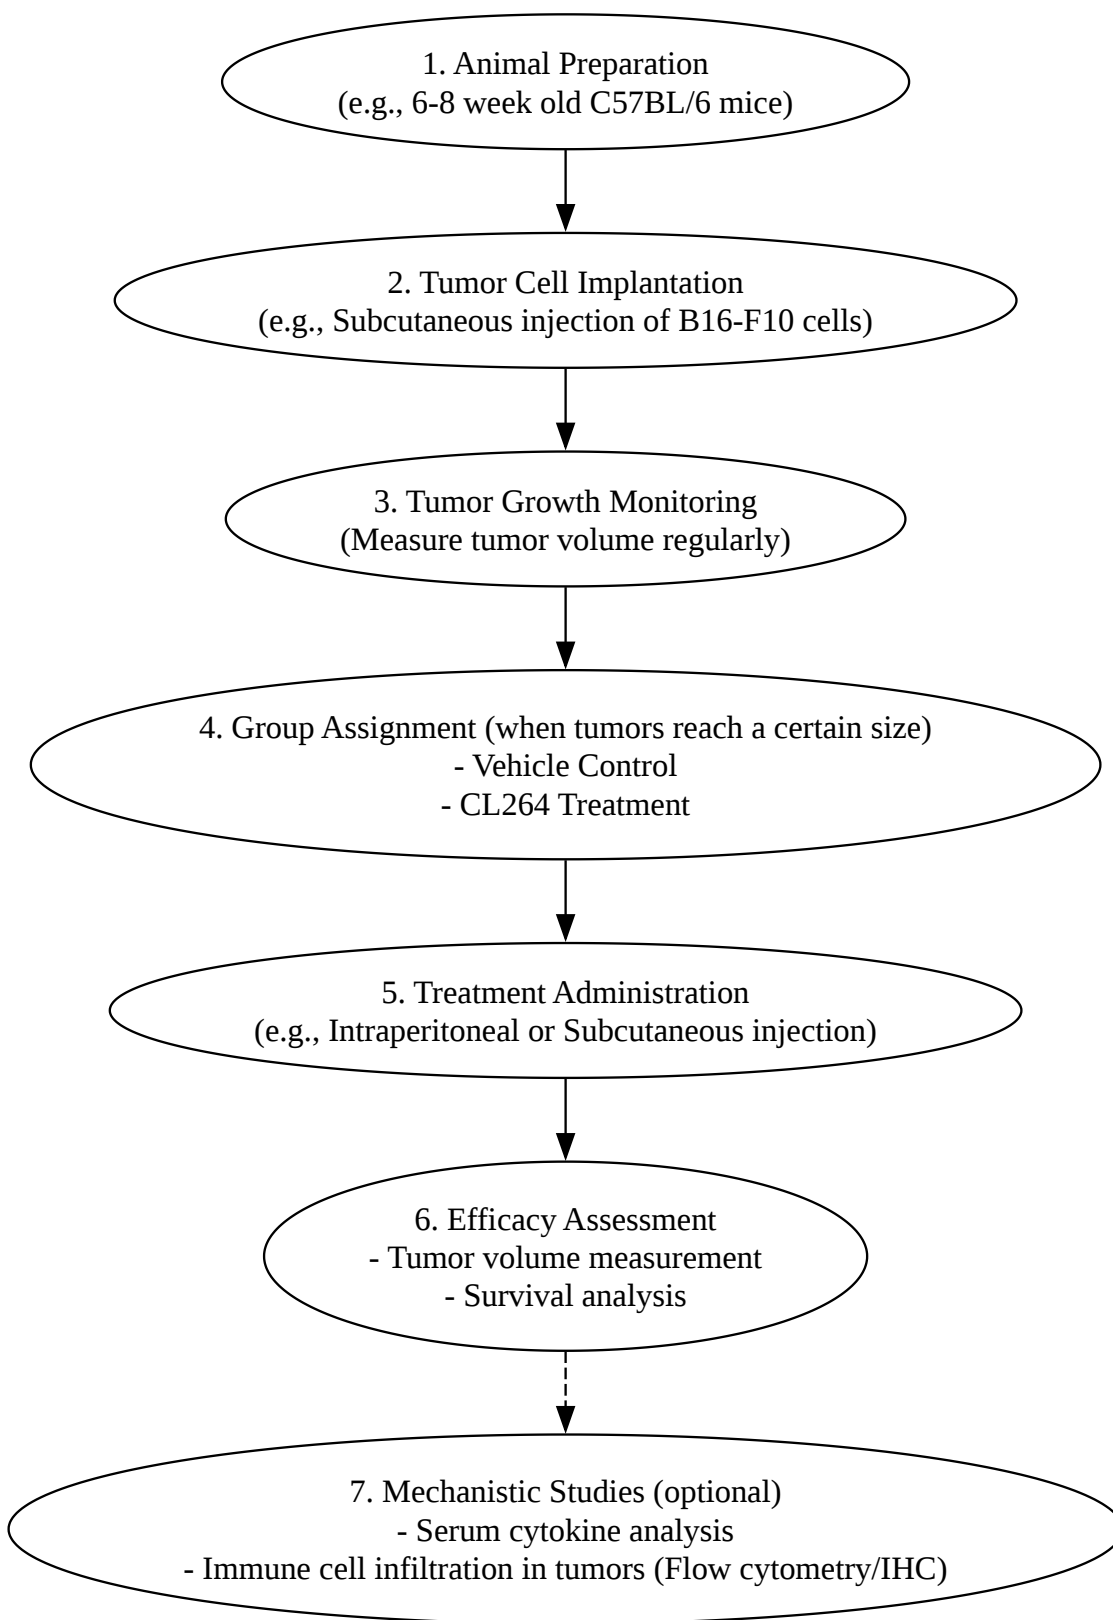 1. Animal Preparation
(e.g., 6-8 week old C57BL/6 mice)
2. Tumor Cell Implantation
(e.g., Subcutaneous injection of B16-F10 cells)
3. Tumor Growth Monitoring
(Measure tumor volume regularly)
4. Group Assignment (when tumors reach a certain size)
- Vehicle Control
- CL264 Treatment
5. Treatment Administration
(e.g., Intraperitoneal or Subcutaneous injection)
6. Efficacy Assessment
- Tumor volume measurement
- Survival analysis
7. Mechanistic Studies (optional)
- Serum cytokine analysis
- Immune cell infiltration in tumors (Flow cytometry/IHC)